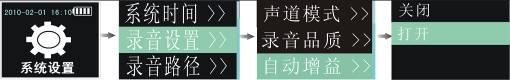 2010-02-01 16:10
系统设置
系统时间 >>
录音设置 >>
录音路径 >>
声道模式 >>
录音品质 >>
自动增益 >>
关闭
打开